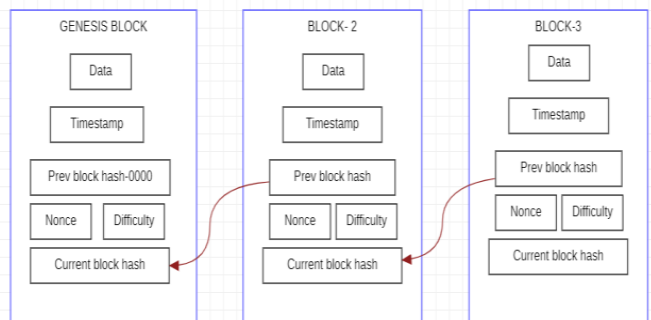 GENESIS BLOCK
Data
Timestamp
Prev block hash-0000
Nonce
Difficulty
Current block hash
BLOCK- 2
Data
Timestamp
Prev block hash
Nonce
Difficulty
Current block hash
BLOCK-3
Data
Timestamp
Prev block hash
Nonce
Difficulty
Current block hash